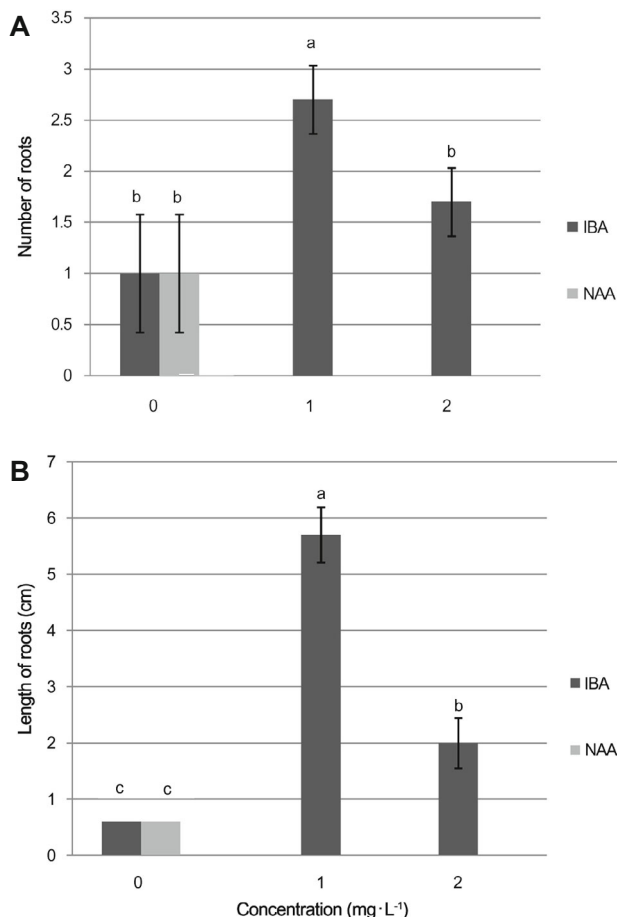 A
3.5
3
2.5
2
1.5
1
0.5
0
Number of roots
b b
a
b
0 1 2
IBA
NAA
B
7
6
5
4
3
2
1
0
Length of roots (cm)
c c
a
b
0 1 2
Concentration (mg·L⁻¹)
IBA
NAA